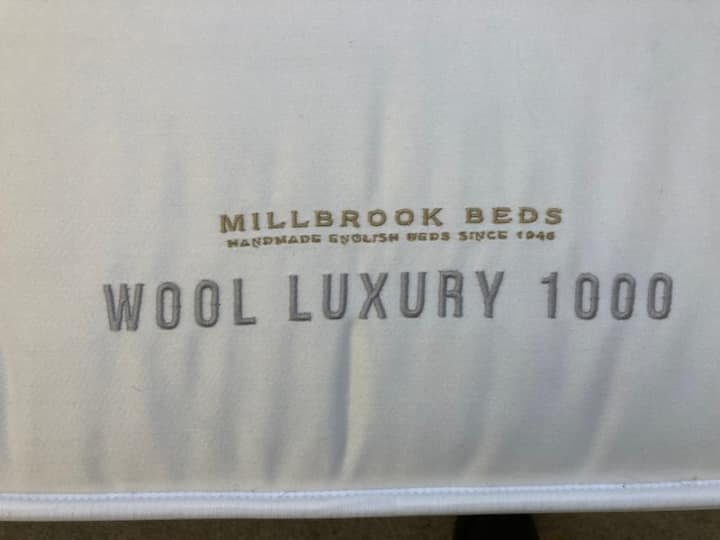 MILLBROOK BEDS
HANDMADE ENGLISH BEDS SINCE 1946
WOOL LUXURY 1000